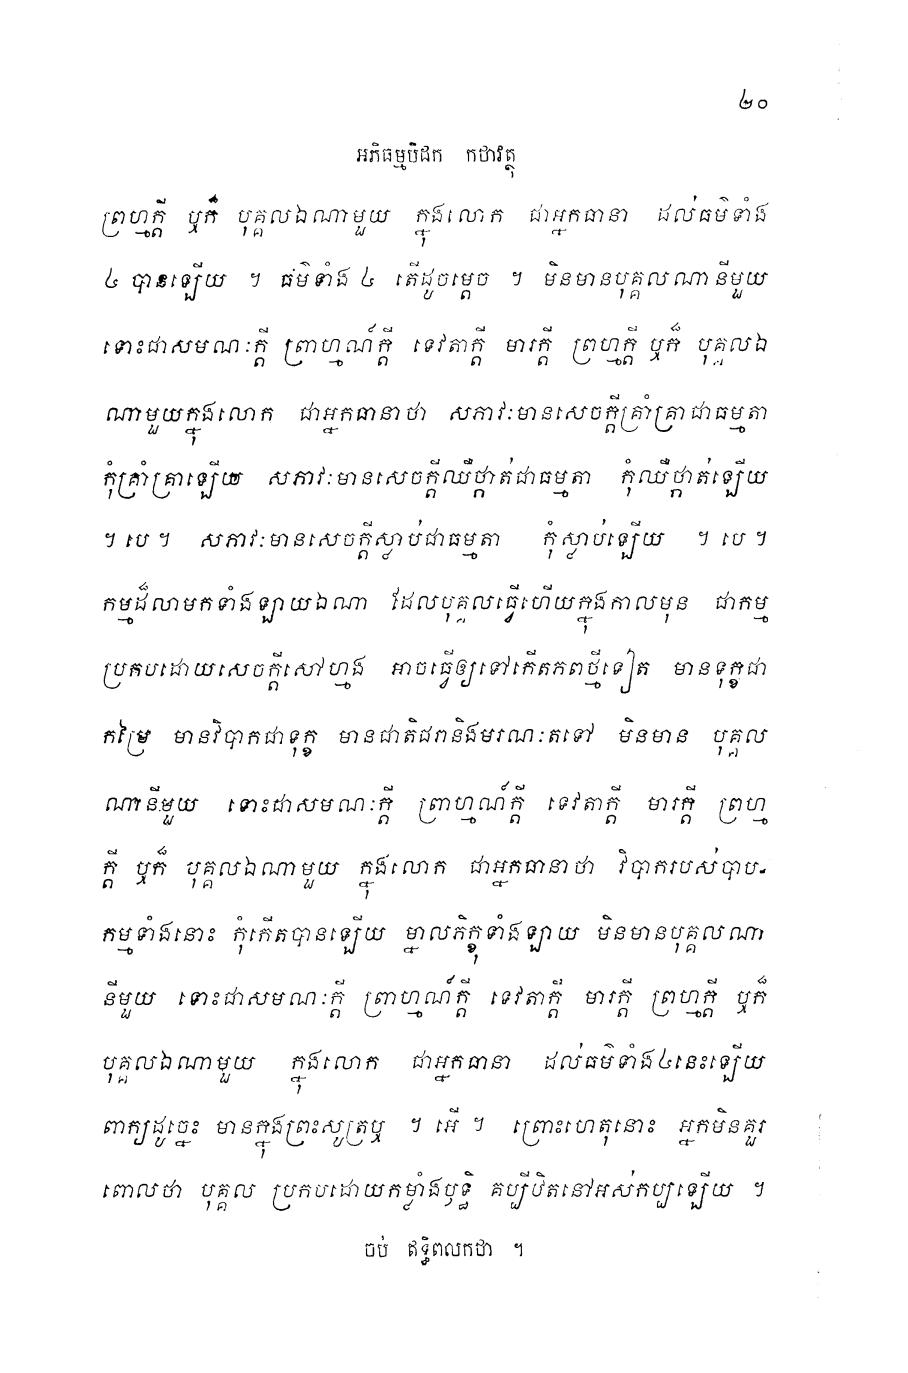 ២០
អភិធម្មបិដក កថាវត្ថុ
ព្រហ្មក្តី ឬក៏ បុគ្គលឯណាមួយ ក្នុងលោក ជាអ្នកធានា ដល់ធម៌ទាំង
៤ បានឡើយ ។ ធម៌ទាំង ៤ តើដូចម្តេច ។ មិនមានបុគ្គលណានីមួយ
ទោះជាសមណៈក្តី ព្រាហ្មណ៍ក្តី ទេវតាក្តី មារក្តី ព្រហ្មក្តី ឬក៏ បុគ្គលឯ
ណាមួយក្នុងលោក ជាអ្នកធានាថា សភាវៈមានសេចក្តីគ្រាំគ្រាជាធម្មតា
កុំគ្រាំគ្រាឡើយ សភាវៈមានសេចក្តីឈឺថ្កាត់ជាធម្មតា កុំឈឺថ្កាត់ឡើយ
។ បេ ។ សភាវៈមានសេចក្តីស្លាប់ជាធម្មតា កុំស្លាប់ឡើយ ។ បេ ។
កម្មដ៏លាមកទាំងឡាយឯណា ដែលបុគ្គលធ្វើហើយក្នុងកាលមុន ជាកម្ម
ប្រកបដោយសេចក្តីសៅហ្មង អាចធ្វើឲ្យទៅកើតភពថ្មីទៀត មានទុក្ខជា
កម្រៃ មានវិបាកជាទុក្ខ មានជាតិជរានិងមរណៈតទៅ មិនមាន បុគ្គល
ណានីមួយ ទោះជាសមណៈក្តី ព្រាហ្មណ៍ក្តី ទេវតាក្តី មារក្តី ព្រហ្ម
ក្តី ឬក៏ បុគ្គលឯណាមួយ ក្នុងលោក ជាអ្នកធានាថា វិបាករបស់បាប-
កម្មទាំងនោះ កុំកើតបានឡើយ ម្នាលភិក្ខុទាំងឡាយ មិនមានបុគ្គលណា
នីមួយ ទោះជាសមណៈក្តី ព្រាហ្មណ៍ក្តី ទេវតាក្តី មារក្តី ព្រហ្មក្តី ឬក៏
បុគ្គលឯណាមួយ ក្នុងលោក ជាអ្នកធានា ដល់ធម៌ទាំង៤នេះឡើយ
ពាក្យដូច្នេះ មានក្នុងព្រះសូត្រឬ ។ អើ ។ ព្រោះហេតុនោះ អ្នកមិនគួរ
ពោលថា បុគ្គល ប្រកបដោយកម្លាំងឫទ្ធិ គប្បីឋិតនៅអស់កប្បឡើយ ។
ចប់ ឥទ្ធិពលកថា ។